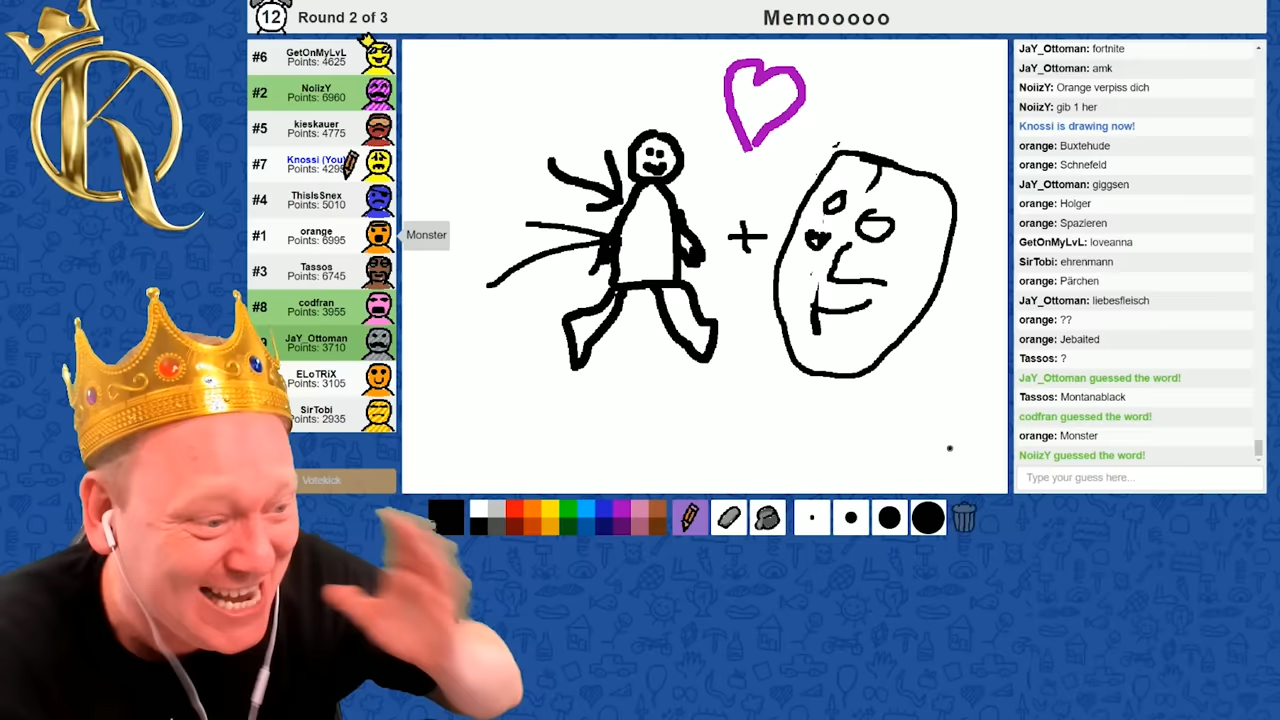 12
Round 2 of 3
Memooooo
#6
GetOnMyLvL
Points: 4625
#2
NoiizY
Points: 6960
#5
kieskauer
Points: 4775
#7
Knossi (You)
Points: 4295
#4
ThisIsSnex
Points: 5010
#1
orange
Points: 6995
Monster
#3
Tassos
Points: 6745
#8
codfran
Points: 3955
JaY_Ottoman
Points: 3710
ELoTRiX
Points: 3105
SirTobi
Points: 2935
Votekick
JaY_Ottoman: fortnite
JaY_Ottoman: amk
NoiizY: Orange verpiss dich
NoiizY: gib 1 her
Knossi is drawing now!
orange: Buxtehude
orange: Schnefeld
JaY_Ottoman: giggsen
orange: Holger
orange: Spazieren
GetOnMyLvL: loveanna
SirTobi: ehrenmann
orange: Pärchen
JaY_Ottoman: liebesfleisch
orange: ??
orange: Jebaited
Tassos: ?
JaY_Ottoman guessed the word!
Tassos: Montanablack
codfran guessed the word!
orange: Monster
NoiizY guessed the word!
Type your guess here...
K